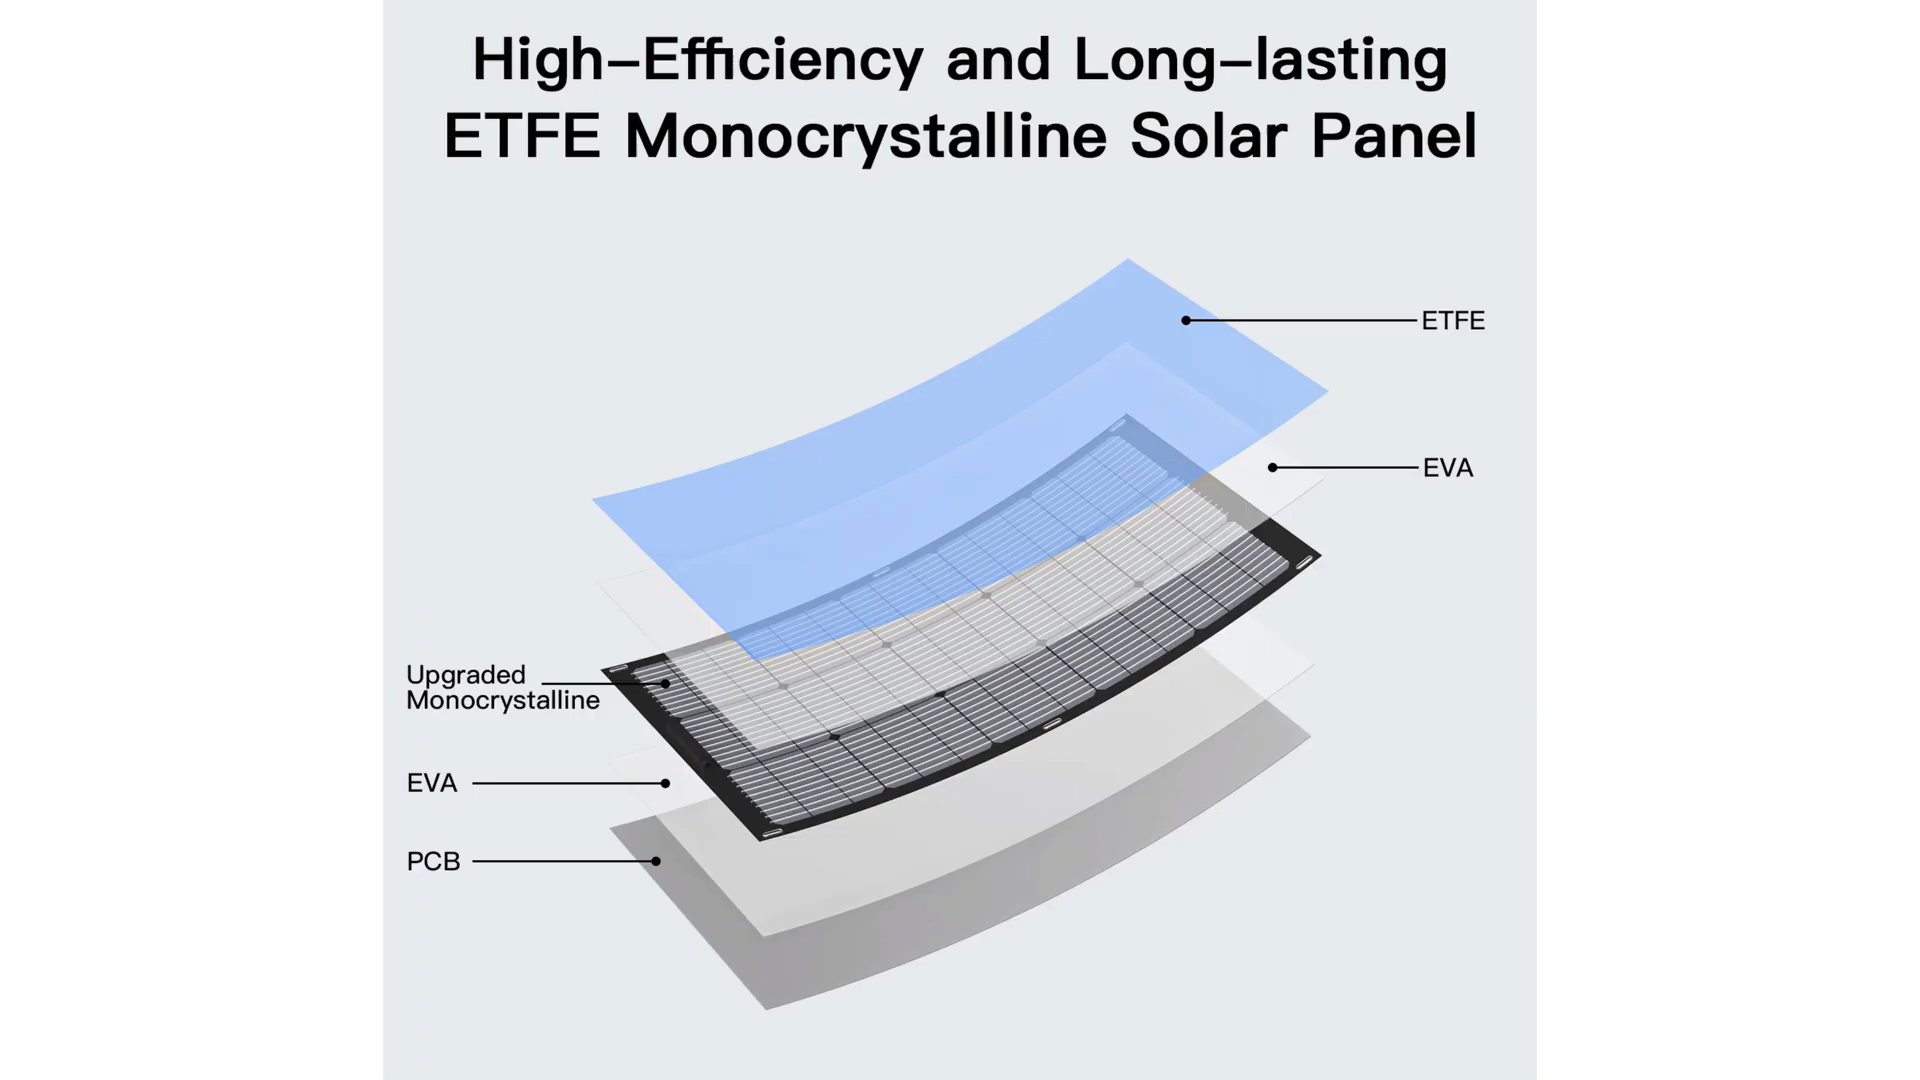 High–Efficiency and Long–lasting
ETFE Monocrystalline Solar Panel
ETFE
EVA
Upgraded
Monocrystalline
EVA
PCB